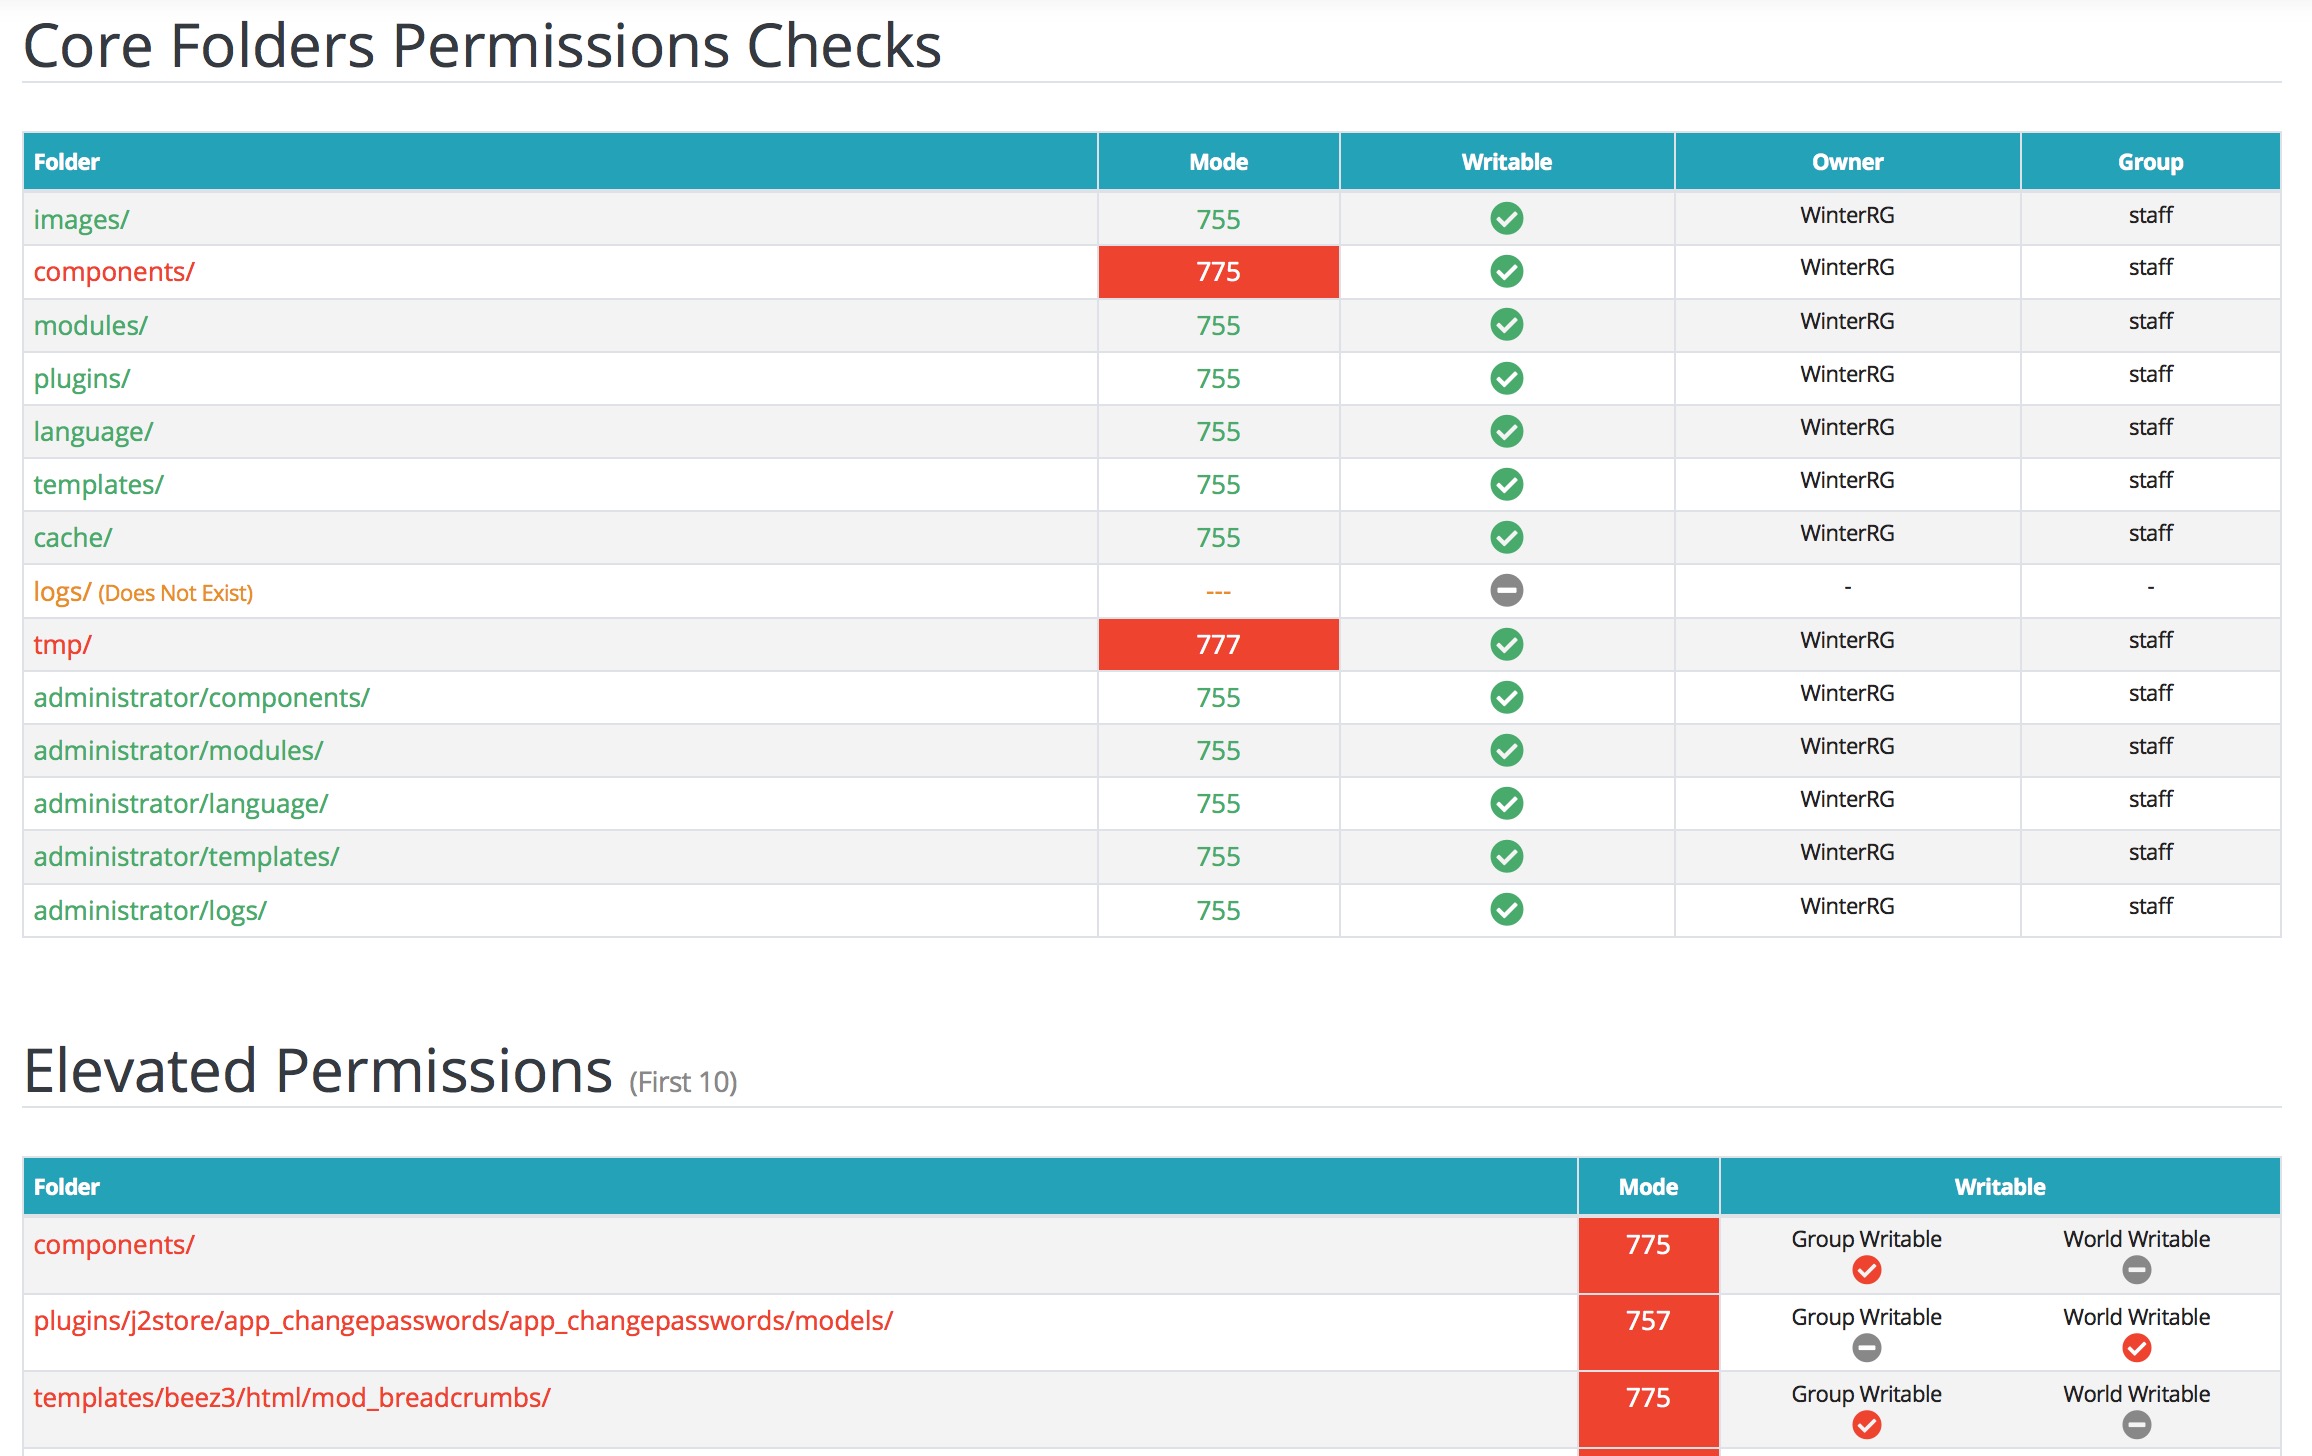 Core Folders Permissions Checks
Folder Mode Writable Owner Group
images/ 755 WinterRG staff
components/ 775 WinterRG staff
modules/ 755 WinterRG staff
plugins/ 755 WinterRG staff
language/ 755 WinterRG staff
templates/ 755 WinterRG staff
cache/ 755 WinterRG staff
logs/ (Does Not Exist) --- - -
tmp/ 777 WinterRG staff
administrator/components/ 755 WinterRG staff
administrator/modules/ 755 WinterRG staff
administrator/language/ 755 WinterRG staff
administrator/templates/ 755 WinterRG staff
administrator/logs/ 755 WinterRG staff
Elevated Permissions (First 10)
Folder Mode Writable
components/ 775 Group Writable World Writable
plugins/j2store/app_changepasswords/app_changepasswords/models/ 757 Group Writable World Writable
templates/beez3/html/mod_breadcrumbs/ 775 Group Writable World Writable